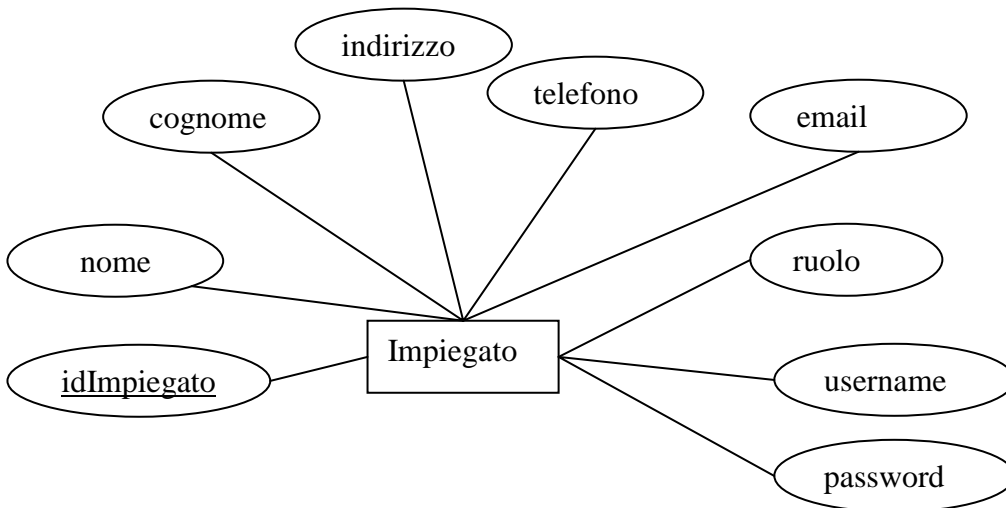 indirizzo
telefono
cognome
email
nome
ruolo
Impiegato
idImpiegato
username
password